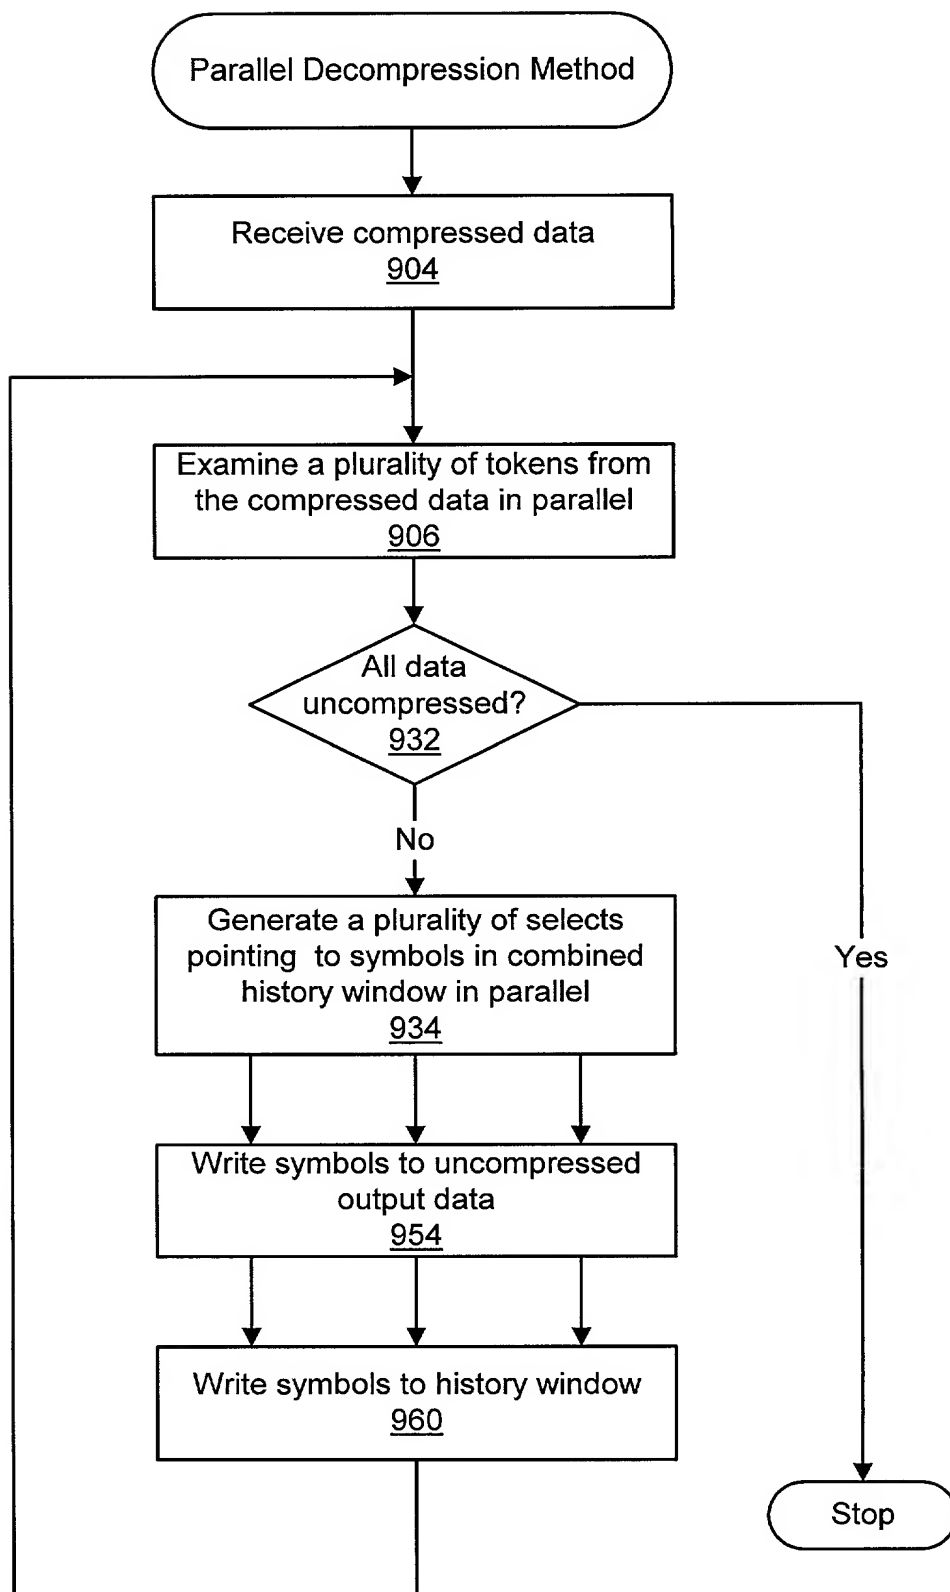 Parallel Decompression Method
Receive compressed data
904
Examine a plurality of tokens from
the compressed data in parallel
906
All data
uncompressed?
932
No
Generate a plurality of selects
pointing to symbols in combined
history window in parallel
934
Yes
Write symbols to uncompressed
output data
954
Write symbols to history window
960
Stop